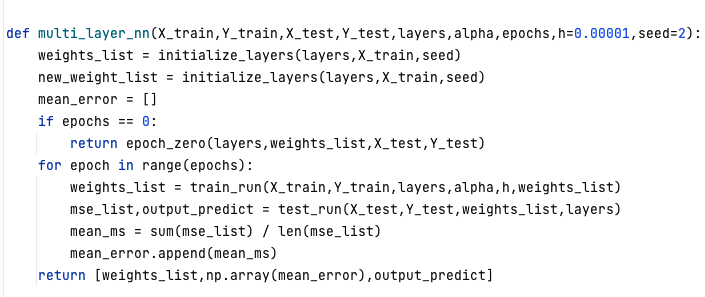 def multi_layer_nn(X_train,Y_train,X_test,Y_test,layers,alpha,epochs,h=0.00001,seed=2):
    weights_list = initialize_layers(layers,X_train,seed)
    new_weight_list = initialize_layers(layers,X_train,seed)
    mean_error = []
    if epochs == 0:
        return epoch_zero(layers,weights_list,X_test,Y_test)
    for epoch in range(epochs):
        weights_list = train_run(X_train,Y_train,layers,alpha,h,weights_list)
        mse_list,output_predict = test_run(X_test,Y_test,weights_list,layers)
        mean_ms = sum(mse_list) / len(mse_list)
        mean_error.append(mean_ms)
    return [weights_list,np.array(mean_error),output_predict]